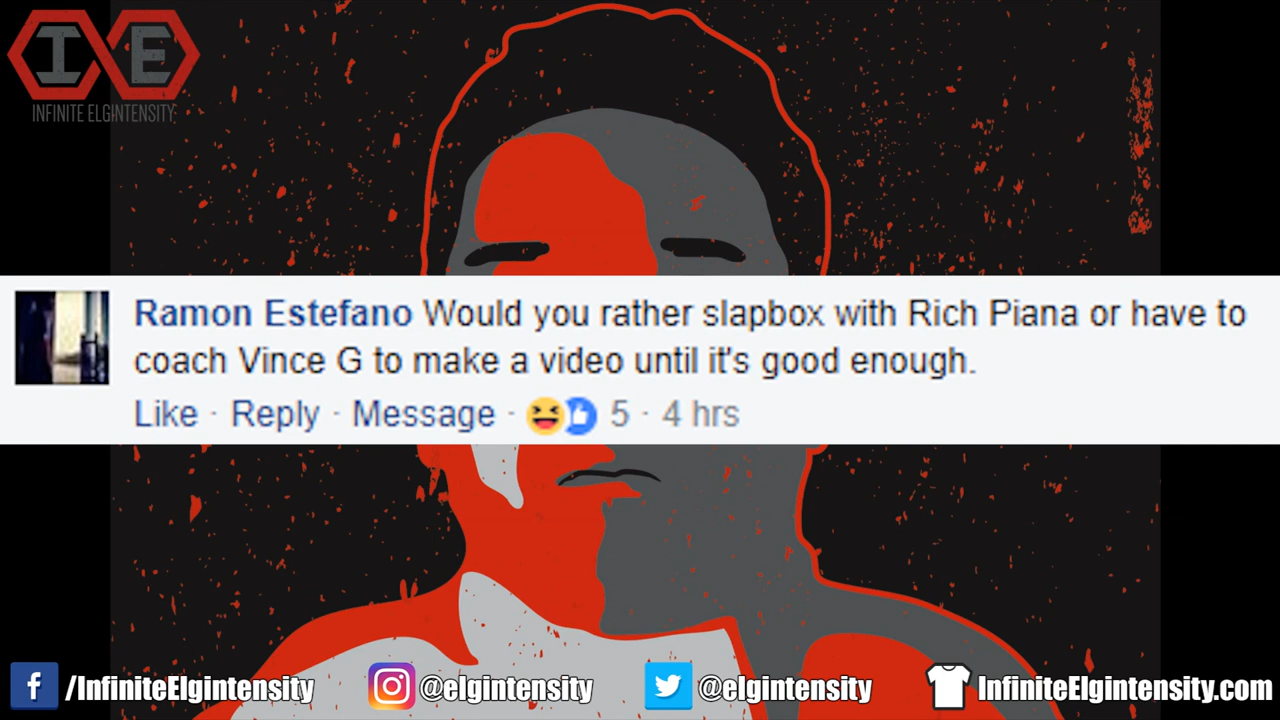 IE
INFINITE ELGINTENSITY
Ramon Estefano Would you rather slapbox with Rich Piana or have to
coach Vince G to make a video until it's good enough.
Like · Reply · Message · 5 · 4 hrs
/InfiniteElgintensity @elgintensity @elgintensity InfiniteElgintensity.com